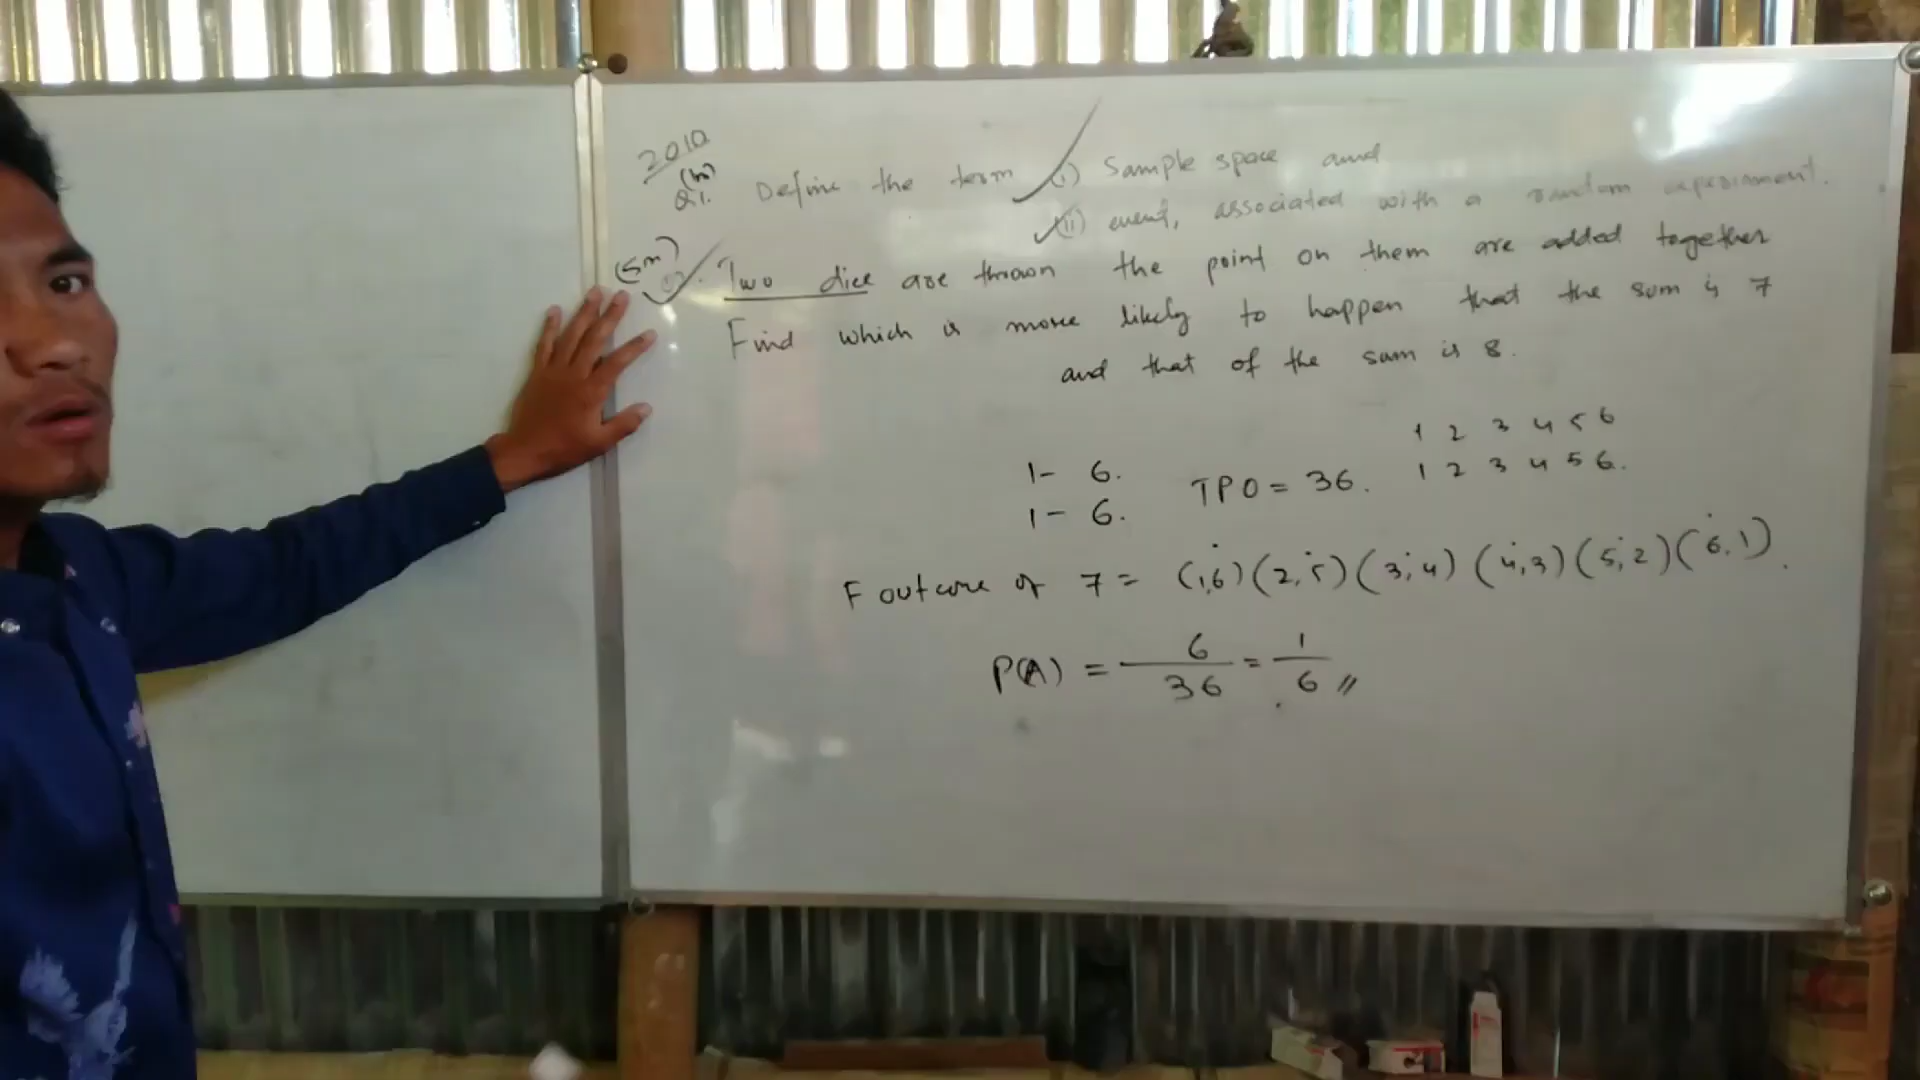 2010
(m)
Q1. Define the term (i) Sample space and
(ii) event, associated with a random experiment.
(5m) Two dice are thrown the point on them are added together
Find which is more likely to happen that the sum is 7
and that of the sum is 8.
1 2 3 4 5 6
1 - 6. TPO = 36. 1 2 3 4 5 6.
1 - 6.
F outcome of 7 = (1,6) (2,5) (3,4) (4,3) (5,2) (6,1).
P(A) = 6/36 = 1/6 //